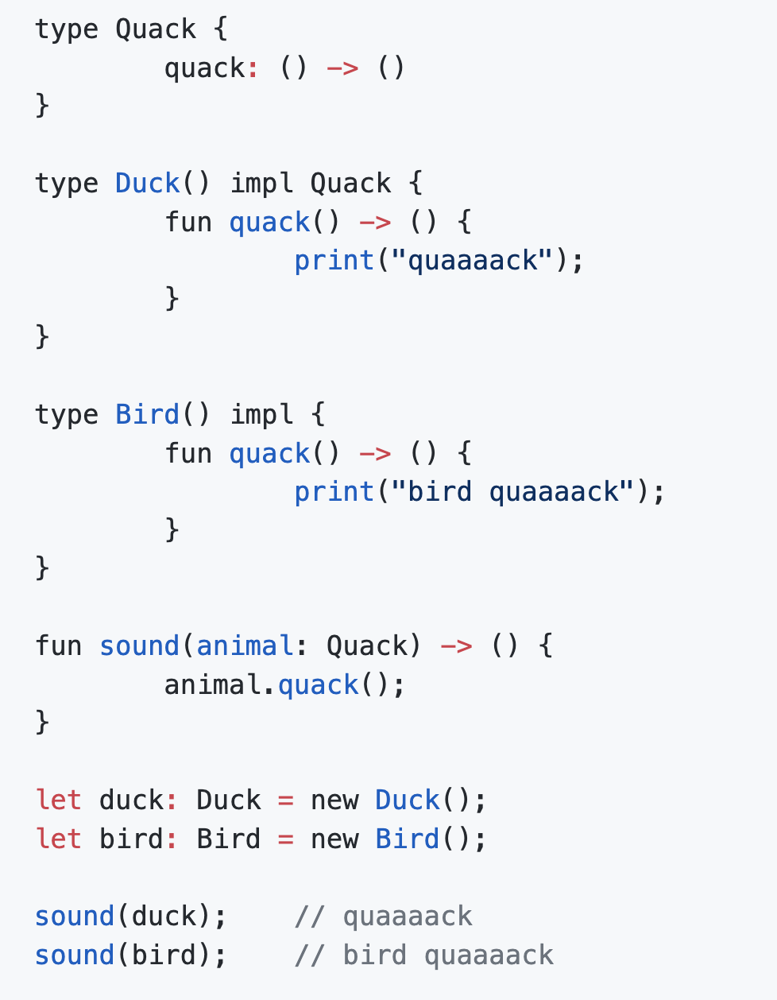 type Quack {
        quack: () -> ()
}

type Duck() impl Quack {
        fun quack() -> () {
                print("quaaaack");
        }
}

type Bird() impl {
        fun quack() -> () {
                print("bird quaaaack");
        }
}

fun sound(animal: Quack) -> () {
        animal.quack();
}

let duck: Duck = new Duck();
let bird: Bird = new Bird();

sound(duck);    // quaaaack
sound(bird);    // bird quaaaack